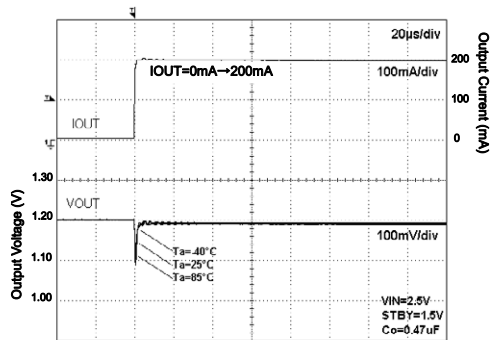 20µs/div
IOUT=0mA→200mA
100mA/div
IOUT
200
100
0
Output Current (mA)
1.30
1.20
1.10
1.00
Output Voltage (V)
VOUT
100mV/div
Ta=-40°C
Ta=25°C
Ta=85°C
VIN=2.5V
STBY=1.5V
Co=0.47uF